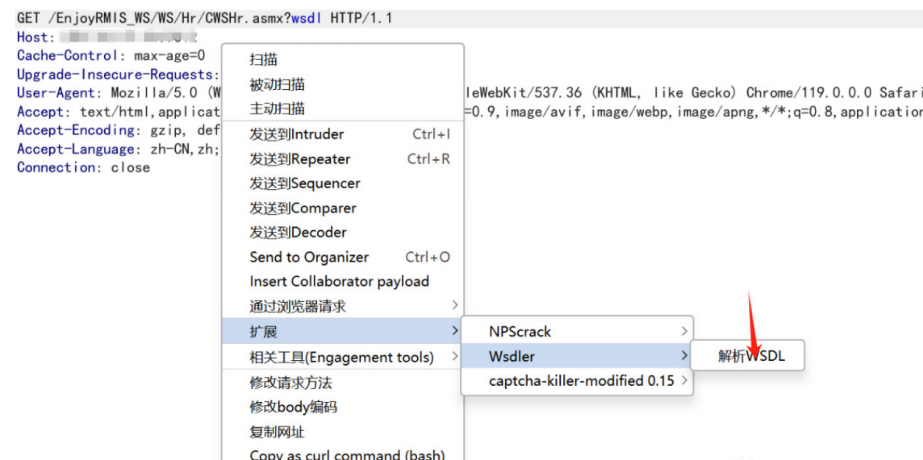 GET /EnjoyRMIS_WS/WS/Hr/CWSHr.asmx?wsdl HTTP/1.1
Host:
Cache-Control: max-age=0
Upgrade-Insecure-Requests:
User-Agent: Mozilla/5.0 (W leWebKit/537.36 (KHTML, like Gecko) Chrome/119.0.0.0 Safari
Accept: text/html,applicat =0.9,image/avif,image/webp,image/apng,*/*;q=0.8,application
Accept-Encoding: gzip, def
Accept-Language: zh-CN,zh;
Connection: close
扫描
被动扫描
主动扫描
发送到Intruder Ctrl+I
发送到Repeater Ctrl+R
发送到Sequencer
发送到Comparer
发送到Decoder
Send to Organizer Ctrl+O
Insert Collaborator payload
通过浏览器请求
扩展
相关工具(Engagement tools)
修改请求方法
修改body编码
复制网址
Copy as curl command (bash)
NPScrack
Wsdler
captcha-killer-modified 0.15
解析WSDL